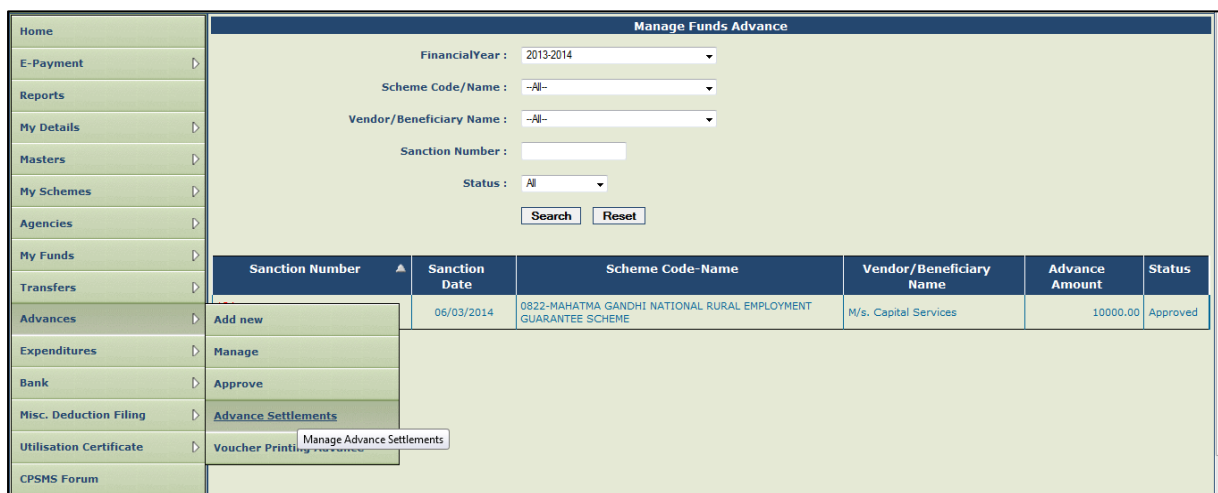 Home
E-Payment
Reports
My Details
Masters
My Schemes
Agencies
My Funds
Transfers
Advances
Expenditures
Bank
Misc. Deduction Filing
Utilisation Certificate
CPSMS Forum
Manage Funds Advance
FinancialYear : 2013-2014
Scheme Code/Name : --All--
Vendor/Beneficiary Name : --All--
Sanction Number :
Status : All
Search Reset
Sanction Number Sanction Date Scheme Code-Name Vendor/Beneficiary Name Advance Amount Status
06/03/2014 0822-MAHATMA GANDHI NATIONAL RURAL EMPLOYMENT GUARANTEE SCHEME M/s. Capital Services 10000.00 Approved
Add new
Manage
Approve
Advance Settlements
Manage Advance Settlements
Voucher Printing Advance